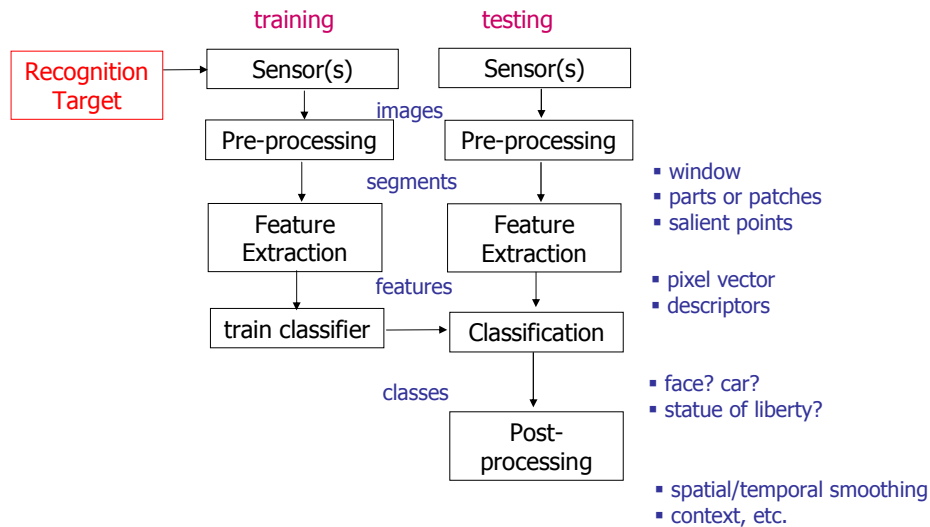 training
testing
Recognition
Target
Sensor(s)
Sensor(s)
images
Pre-processing
Pre-processing
segments
▪ window
▪ parts or patches
▪ salient points
Feature
Extraction
Feature
Extraction
features
▪ pixel vector
▪ descriptors
train classifier
Classification
classes
▪ face? car?
▪ statue of liberty?
Post-
processing
▪ spatial/temporal smoothing
▪ context, etc.